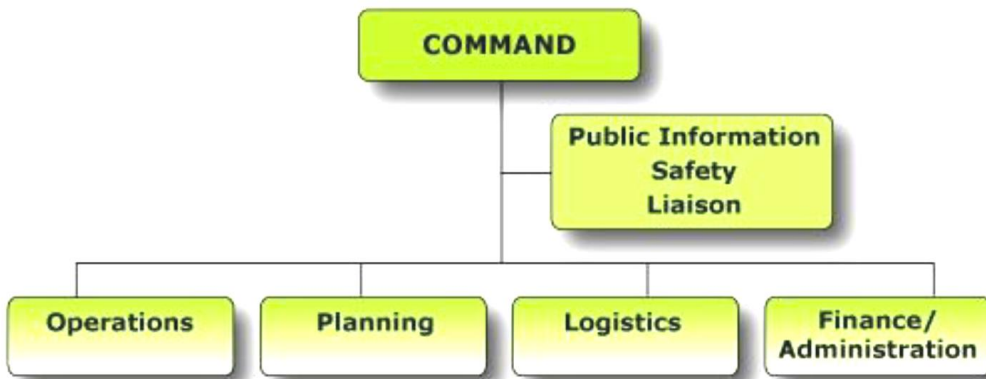 COMMAND
Public Information
Safety
Liaison
Operations
Planning
Logistics
Finance/
Administration